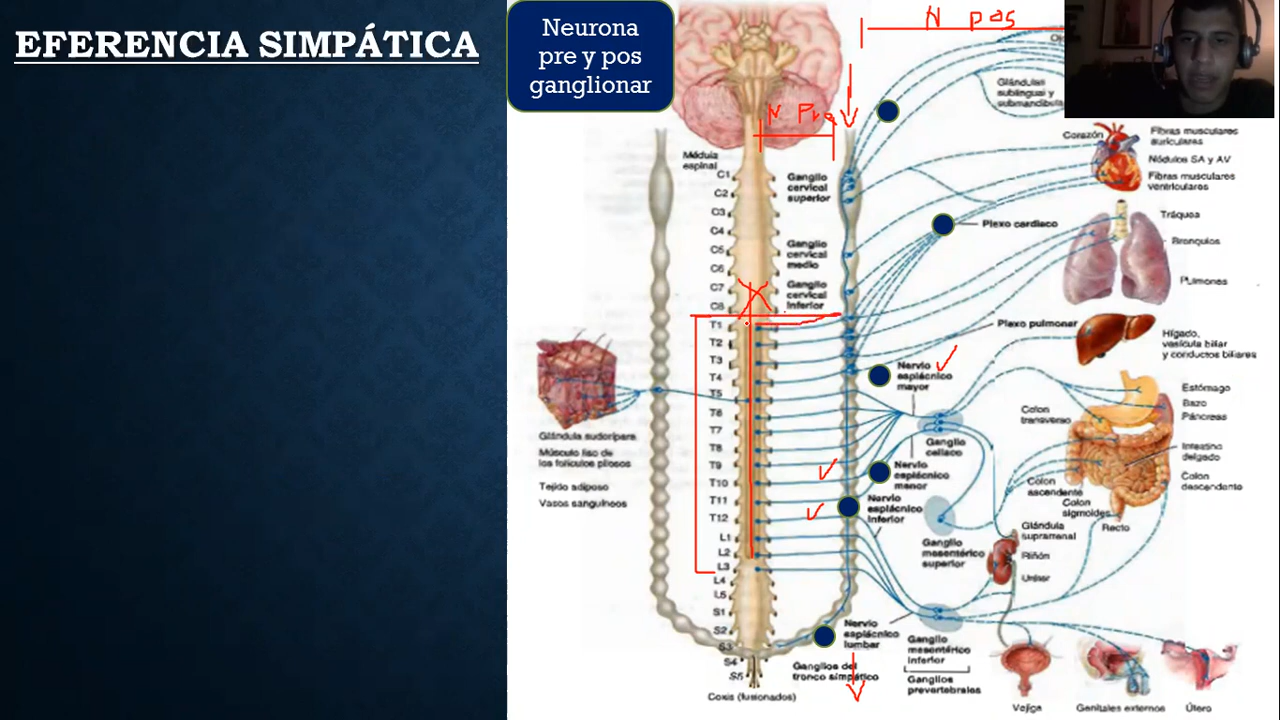 EFERENCIA SIMPÁTICA
Neurona
pre y pos
ganglionar
N pos
N Pre
Glándulas
sublingual y
submandibula
Corazón
Fibras musculares
auriculares
Nódulos SA y AV
Fibras musculares
ventriculares
Médula
espinal
C1
C2
C3
C4
C5
C6
C7
C8
T1
T2
T3
T4
T5
T6
T7
T8
T9
T10
T11
T12
L1
L2
L3
L4
L5
S1
S2
S3
S4
S5
Coxis (fusionados)
Ganglio
cervical
superior
Ganglio
cervical
medio
Ganglio
cervical
inferior
Plexo cardiaco
Tráquea
Bronquios
Pulmones
Plexo pulmonar
Hígado,
vesícula biliar
y conductos biliares
Nervio
esplácnico
mayor
Estómago
Bazo
Páncreas
Colon
transverso
Ganglio
celiaco
Intestino
delgado
Colon
descendente
Nervio
esplácnico
menor
Colon
ascendente
Colon
sigmoides
Recto
Nervio
esplácnico
inferior
Glándula
suprarrenal
Riñón
Uréter
Ganglio
mesentérico
superior
Glándula sudorípara
Músculo liso de
los folículos pilosos
Tejido adiposo
Vasos sanguíneos
Nervio
esplácnico
lumbar
Ganglio
mesentérico
inferior
Ganglios
prevertebrales
Ganglios del
tronco simpático
Vejiga
Genitales externos
Útero